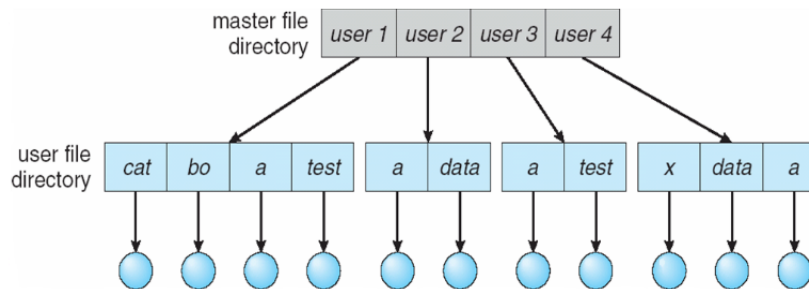 master file
directory
user 1 user 2 user 3 user 4
user file
directory
cat bo a test a data a test x data a